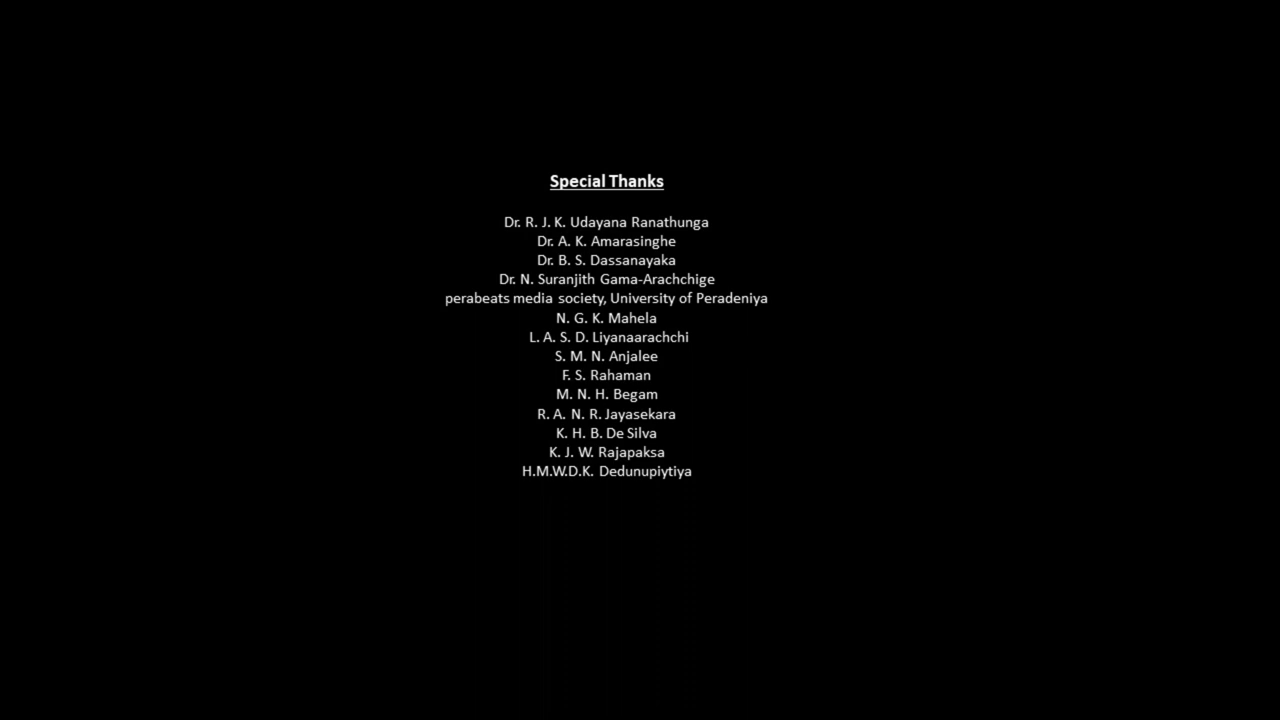 Special Thanks
Dr. R. J. K. Udayana Ranathunga
Dr. A. K. Amarasinghe
Dr. B. S. Dassanayaka
Dr. N. Suranjith Gama-Arachchige
perabeats media society, University of Peradeniya
N. G. K. Mahela
L. A. S. D. Liyanaarachchi
S. M. N. Anjalee
F. S. Rahaman
M. N. H. Begam
R. A. N. R. Jayasekara
K. H. B. De Silva
K. J. W. Rajapaksa
H.M.W.D.K. Dedunupiytiya